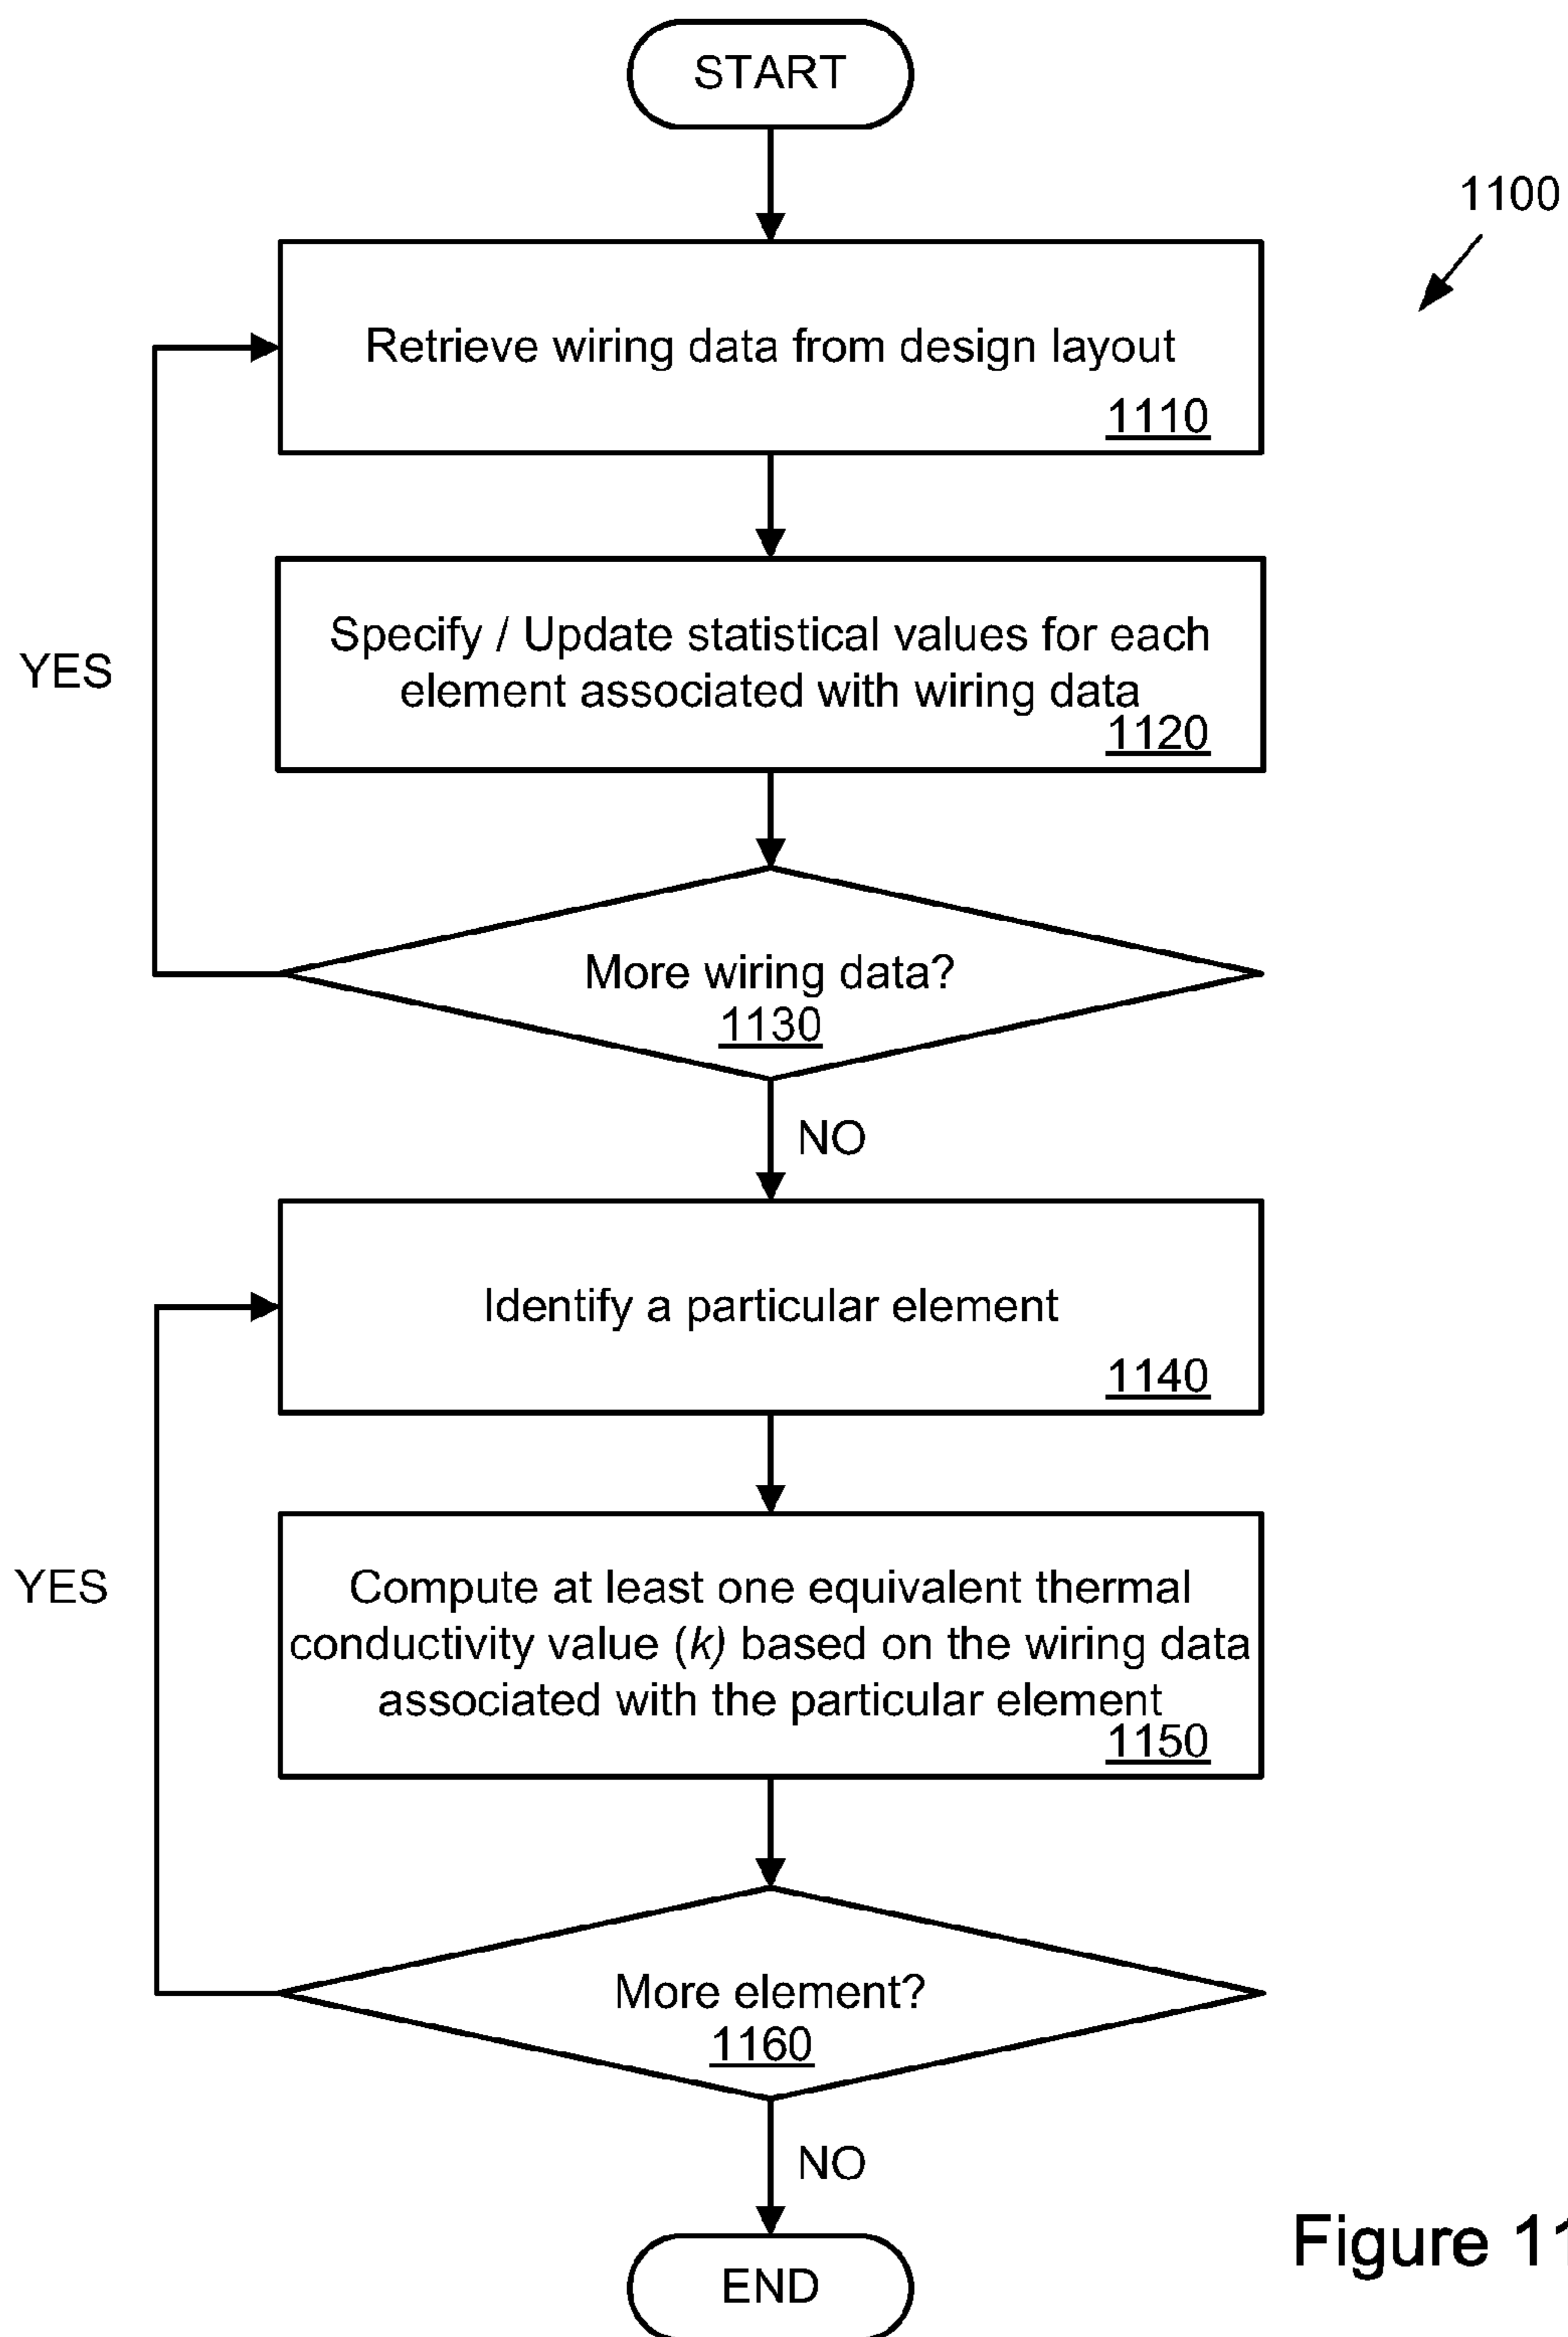 START
1100
Retrieve wiring data from design layout
1110
Specify / Update statistical values for each
element associated with wiring data
1120
YES
More wiring data?
1130
NO
Identify a particular element
1140
YES
Compute at least one equivalent thermal
conductivity value (k) based on the wiring data
associated with the particular element
1150
More element?
1160
NO
END
Figure 11